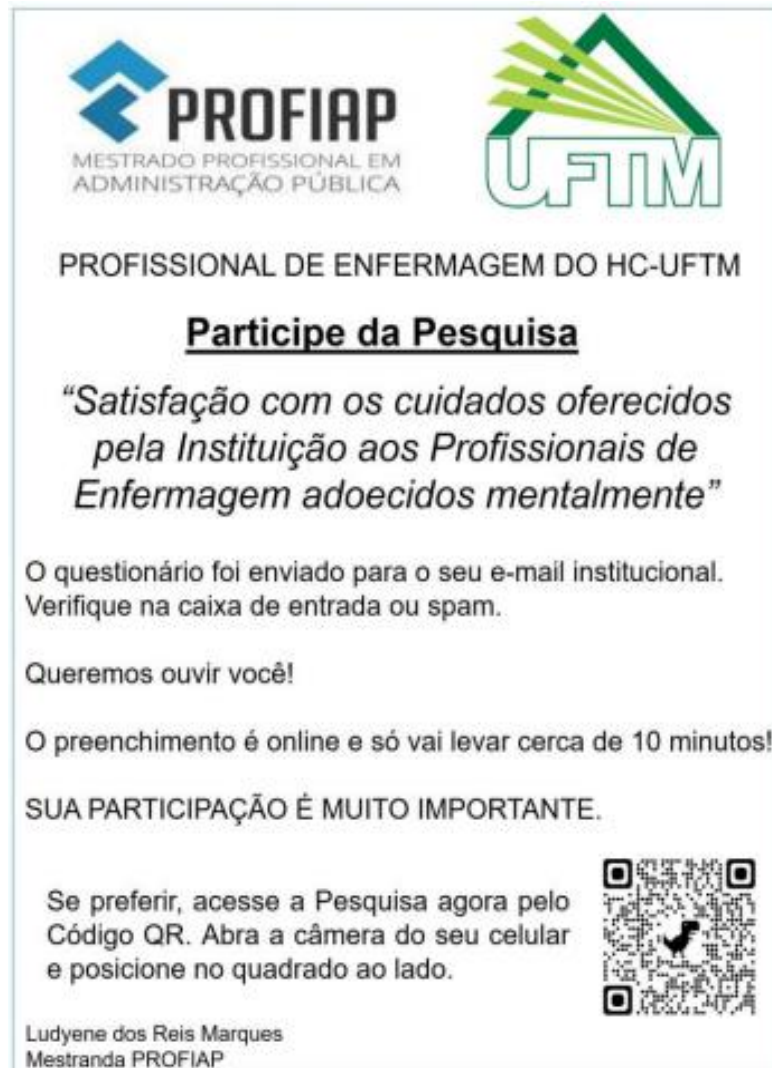 PROFIAP
MESTRADO PROFISSIONAL EM
ADMINISTRAÇÃO PÚBLICA
UFTM
PROFISSIONAL DE ENFERMAGEM DO HC-UFTM
Participe da Pesquisa
“Satisfação com os cuidados oferecidos
pela Instituição aos Profissionais de
Enfermagem adoecidos mentalmente”
O questionário foi enviado para o seu e-mail institucional.
Verifique na caixa de entrada ou spam.
Queremos ouvir você!
O preenchimento é online e só vai levar cerca de 10 minutos!
SUA PARTICIPAÇÃO É MUITO IMPORTANTE.
Se preferir, acesse a Pesquisa agora pelo
Código QR. Abra a câmera do seu celular
e posicione no quadrado ao lado.
Ludyene dos Reis Marques
Mestranda PROFIAP